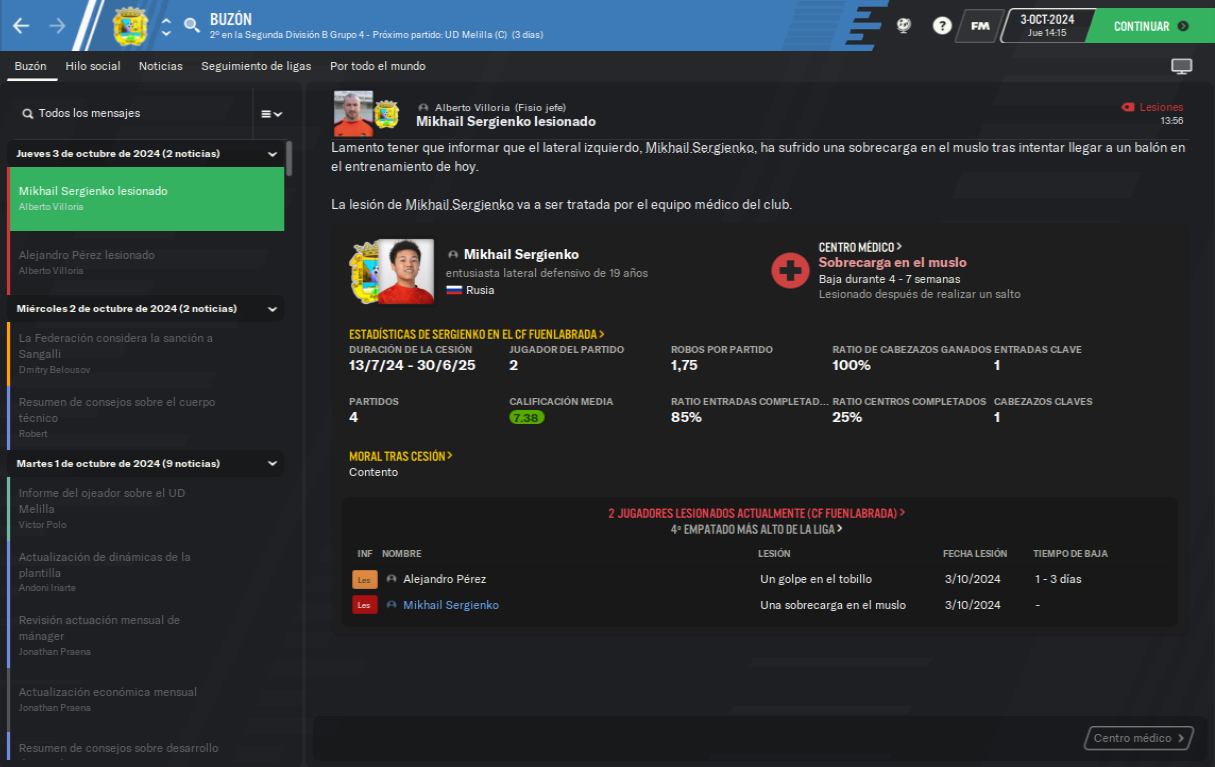 BUZÓN
2º en la Segunda División B Grupo 4 - Próximo partido: UD Melilla (C) (3 días)
?
FM
3-OCT-2024
Jue 14:15
CONTINUAR
Buzón Hilo social Noticias Seguimiento de ligas Por todo el mundo
Todos los mensajes
Jueves 3 de octubre de 2024 (2 noticias)
Mikhail Sergienko lesionado
Alberto Villoria
Alejandro Pérez lesionado
Alberto Villoria
Miércoles 2 de octubre de 2024 (2 noticias)
La Federación considera la sanción a
Sangalli
Dmitry Belousov
Resumen de consejos sobre el cuerpo
técnico
Robert
Martes 1 de octubre de 2024 (9 noticias)
Informe del ojeador sobre el UD
Melilla
Víctor Polo
Actualización de dinámicas de la
plantilla
Andoni Iriarte
Revisión actuación mensual de
mánager
Jonathan Praena
Actualización económica mensual
Jonathan Praena
Resumen de consejos sobre desarrollo
Alberto Villoria (Fisio jefe)
Mikhail Sergienko lesionado
Lesiones
13:56
Lamento tener que informar que el lateral izquierdo, Mikhail Sergienko, ha sufrido una sobrecarga en el muslo tras intentar llegar a un balón en
el entrenamiento de hoy.
La lesión de Mikhail Sergienko va a ser tratada por el equipo médico del club.
Mikhail Sergienko
entusiasta lateral defensivo de 19 años
Rusia
CENTRO MÉDICO >
Sobrecarga en el muslo
Baja durante 4 - 7 semanas
Lesionado después de realizar un salto
ESTADÍSTICAS DE SERGIENKO EN EL CF FUENLABRADA >
DURACIÓN DE LA CESIÓN JUGADOR DEL PARTIDO ROBOS POR PARTIDO RATIO DE CABEZAZOS GANADOS ENTRADAS CLAVE
13/7/24 - 30/6/25 2 1,75 100% 1
PARTIDOS CALIFICACIÓN MEDIA RATIO ENTRADAS COMPLETAD... RATIO CENTROS COMPLETADOS CABEZAZOS CLAVES
4 7.38 85% 25% 1
MORAL TRAS CESIÓN >
Contento
2 JUGADORES LESIONADOS ACTUALMENTE (CF FUENLABRADA) >
4º EMPATADO MÁS ALTO DE LA LIGA >
INF NOMBRE LESIÓN FECHA LESIÓN TIEMPO DE BAJA
Les Alejandro Pérez Un golpe en el tobillo 3/10/2024 1 - 3 días
Les Mikhail Sergienko Una sobrecarga en el muslo 3/10/2024 -
Centro médico >